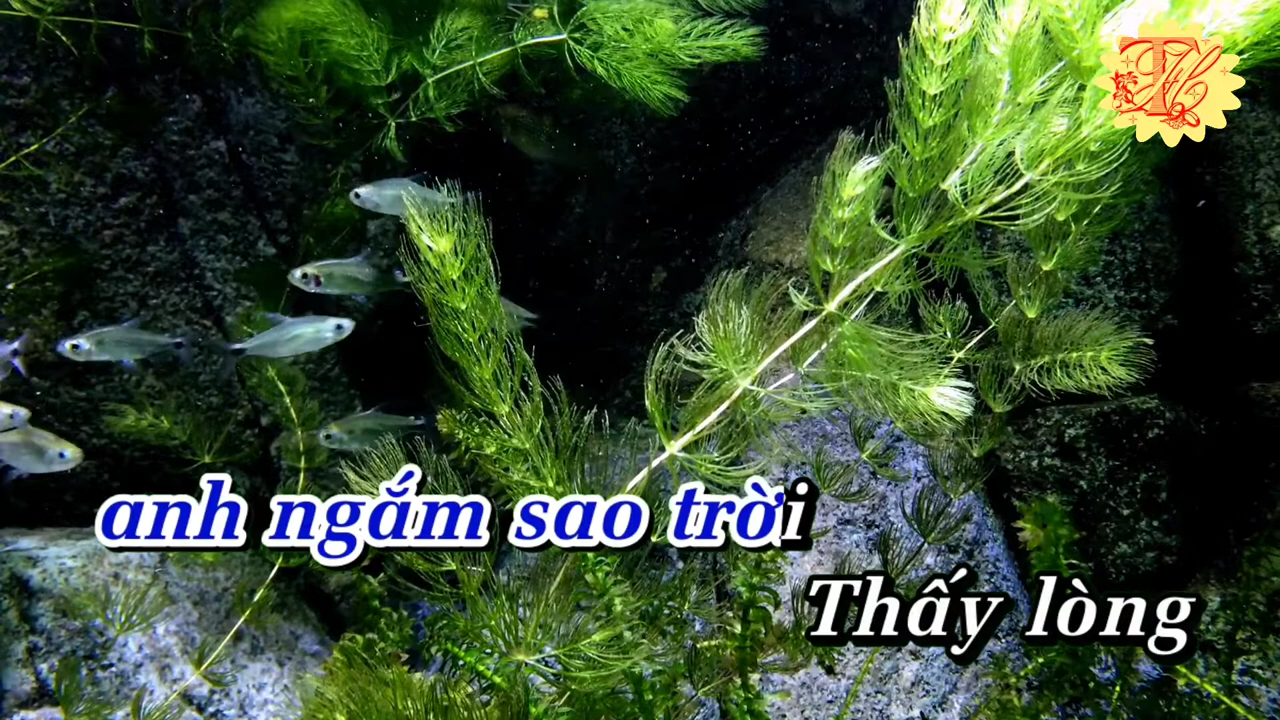 anh ngắm sao trời
Thấy lòng